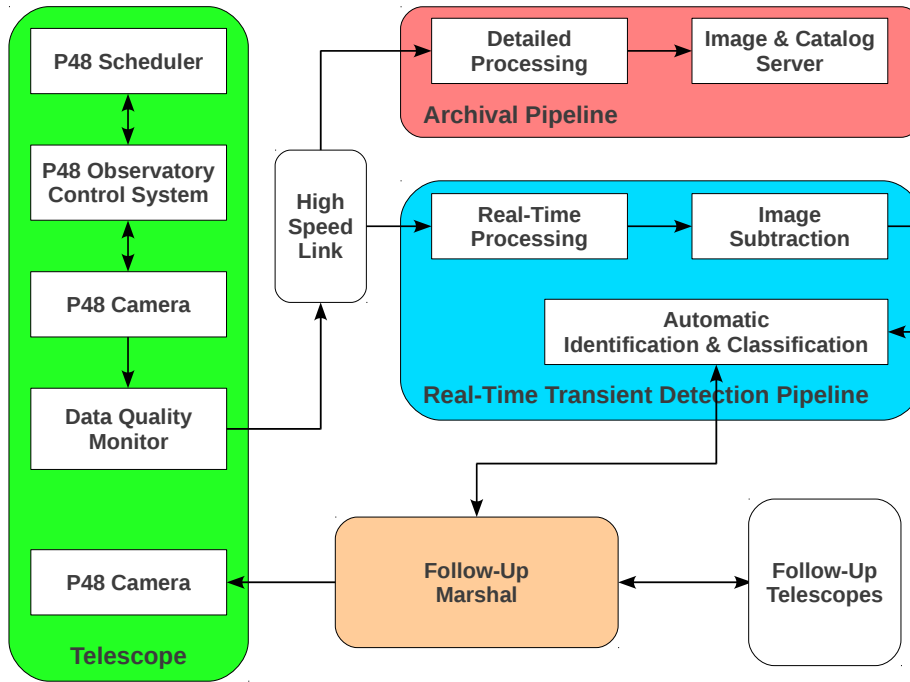 P48 Scheduler
P48 Observatory
Control System
P48 Camera
Data Quality
Monitor
P48 Camera
Telescope
High
Speed
Link
Detailed
Processing
Image & Catalog
Server
Archival Pipeline
Real-Time
Processing
Image
Subtraction
Automatic
Identification & Classification
Real-Time Transient Detection Pipeline
Follow-Up
Marshal
Follow-Up
Telescopes